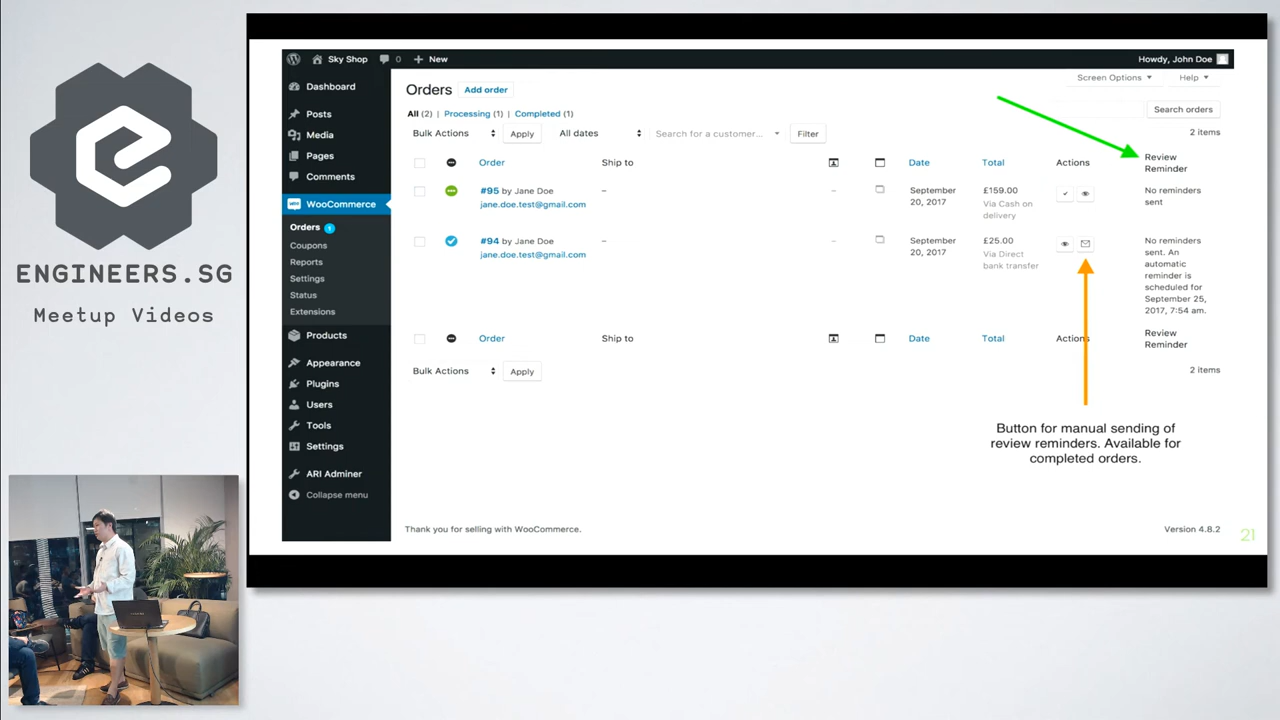 ENGINEERS.SG
Meetup Videos
Sky Shop 0 New
Howdy, John Doe
Dashboard
Posts
Media
Pages
Comments
WooCommerce
Orders 1
Coupons
Reports
Settings
Status
Extensions
Products
Appearance
Plugins
Users
Tools
Settings
ARI Adminer
Collapse menu
Screen Options Help
Orders Add order
All (2) | Processing (1) | Completed (1)
Search orders
Bulk Actions Apply All dates Search for a customer... Filter
2 items
Order Ship to Date Total Actions Review
Reminder
#95 by Jane Doe – – September £159.00 No reminders
jane.doe.test@gmail.com 20, 2017 Via Cash on sent
delivery
#94 by Jane Doe – – September £25.00 No reminders
jane.doe.test@gmail.com 20, 2017 Via Direct sent. An
bank transfer automatic
reminder is
scheduled for
September 25,
2017, 7:54 am.
Order Ship to Date Total Actions Review
Reminder
Bulk Actions Apply
2 items
Button for manual sending of
review reminders. Available for
completed orders.
Thank you for selling with WooCommerce.
Version 4.8.2
21